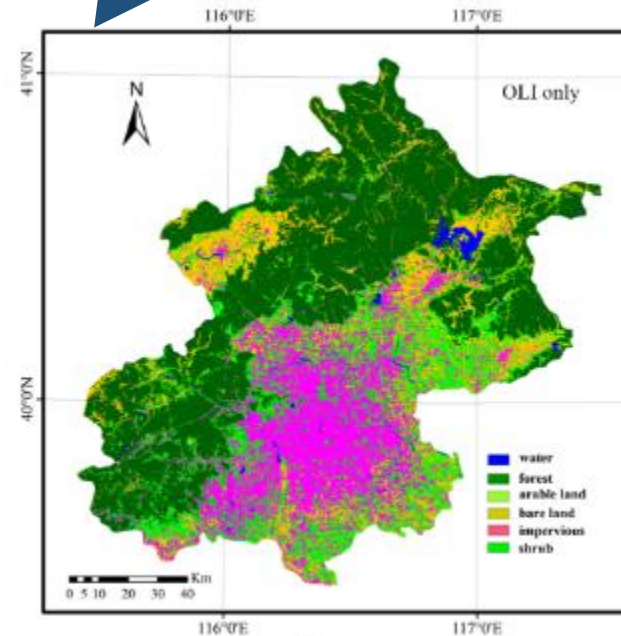 116°0'E 117°0'E
41°0'N
OLI only
N
40°0'N
water
forest
arable land
bare land
impervious
shrub
Km
0 5 10 20 30 40
116°0'E 117°0'E